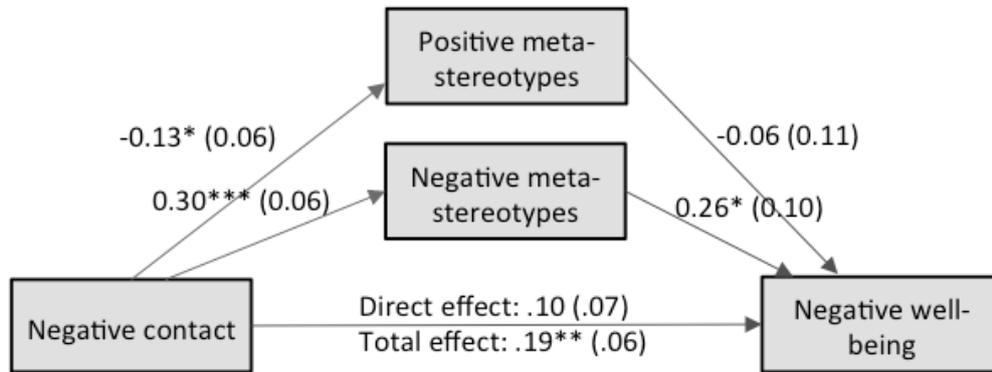 Positive meta-
stereotypes
-0.13* (0.06)
-0.06 (0.11)
Negative meta-
stereotypes
0.30*** (0.06)
0.26* (0.10)
Negative contact
Direct effect: .10 (.07)
Total effect: .19** (.06)
Negative well-
being